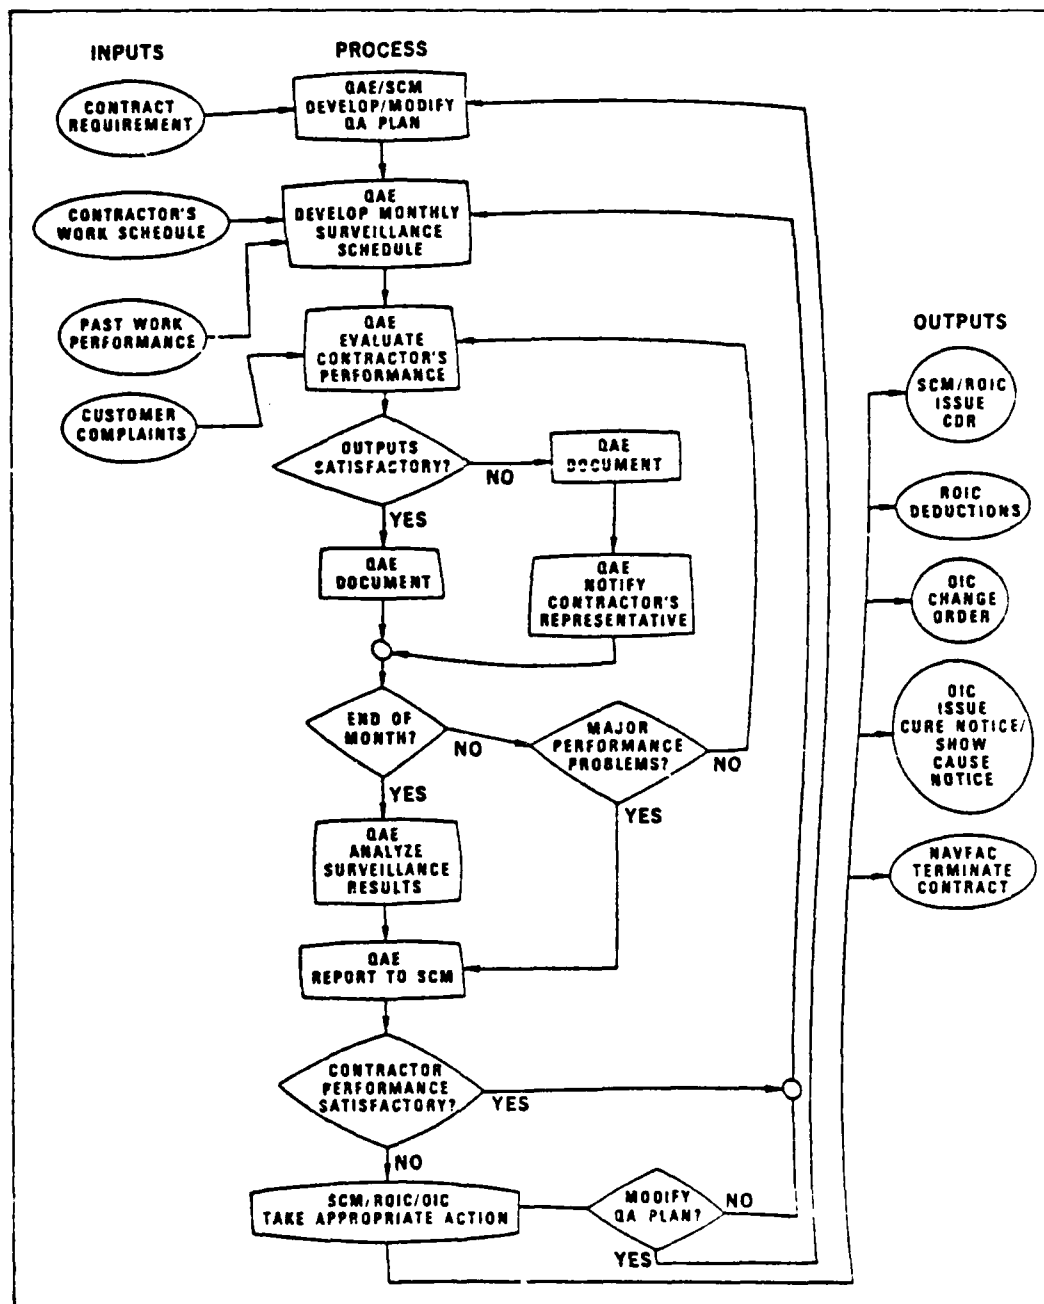 INPUTS
PROCESS
CONTRACT
REQUIREMENT
QAE/SCM
DEVELOP/MODIFY
QA PLAN
CONTRACTOR'S
WORK SCHEDULE
QAE
DEVELOP MONTHLY
SURVEILLANCE
SCHEDULE
PAST WORK
PERFORMANCE
QAE
EVALUATE
CONTRACTOR'S
PERFORMANCE
CUSTOMER
COMPLAINTS
OUTPUTS
SATISFACTORY?
NO
QAE
DOCUMENT
YES
QAE
DOCUMENT
QAE
NOTIFY
CONTRACTOR'S
REPRESENTATIVE
END OF
MONTH?
NO
MAJOR
PERFORMANCE
PROBLEMS?
NO
YES
YES
QAE
ANALYZE
SURVEILLANCE
RESULTS
QAE
REPORT TO SCM
CONTRACTOR
PERFORMANCE
SATISFACTORY?
YES
NO
SCM/ROIC/OIC
TAKE APPROPRIATE ACTION
MODIFY
QA PLAN?
NO
YES
OUTPUTS
SCM/ROIC
ISSUE
CDR
ROIC
DEDUCTIONS
OIC
CHANGE
ORDER
OIC
ISSUE
CURE NOTICE/
SHOW
CAUSE
NOTICE
NAVFAC
TERMINATE
CONTRACT